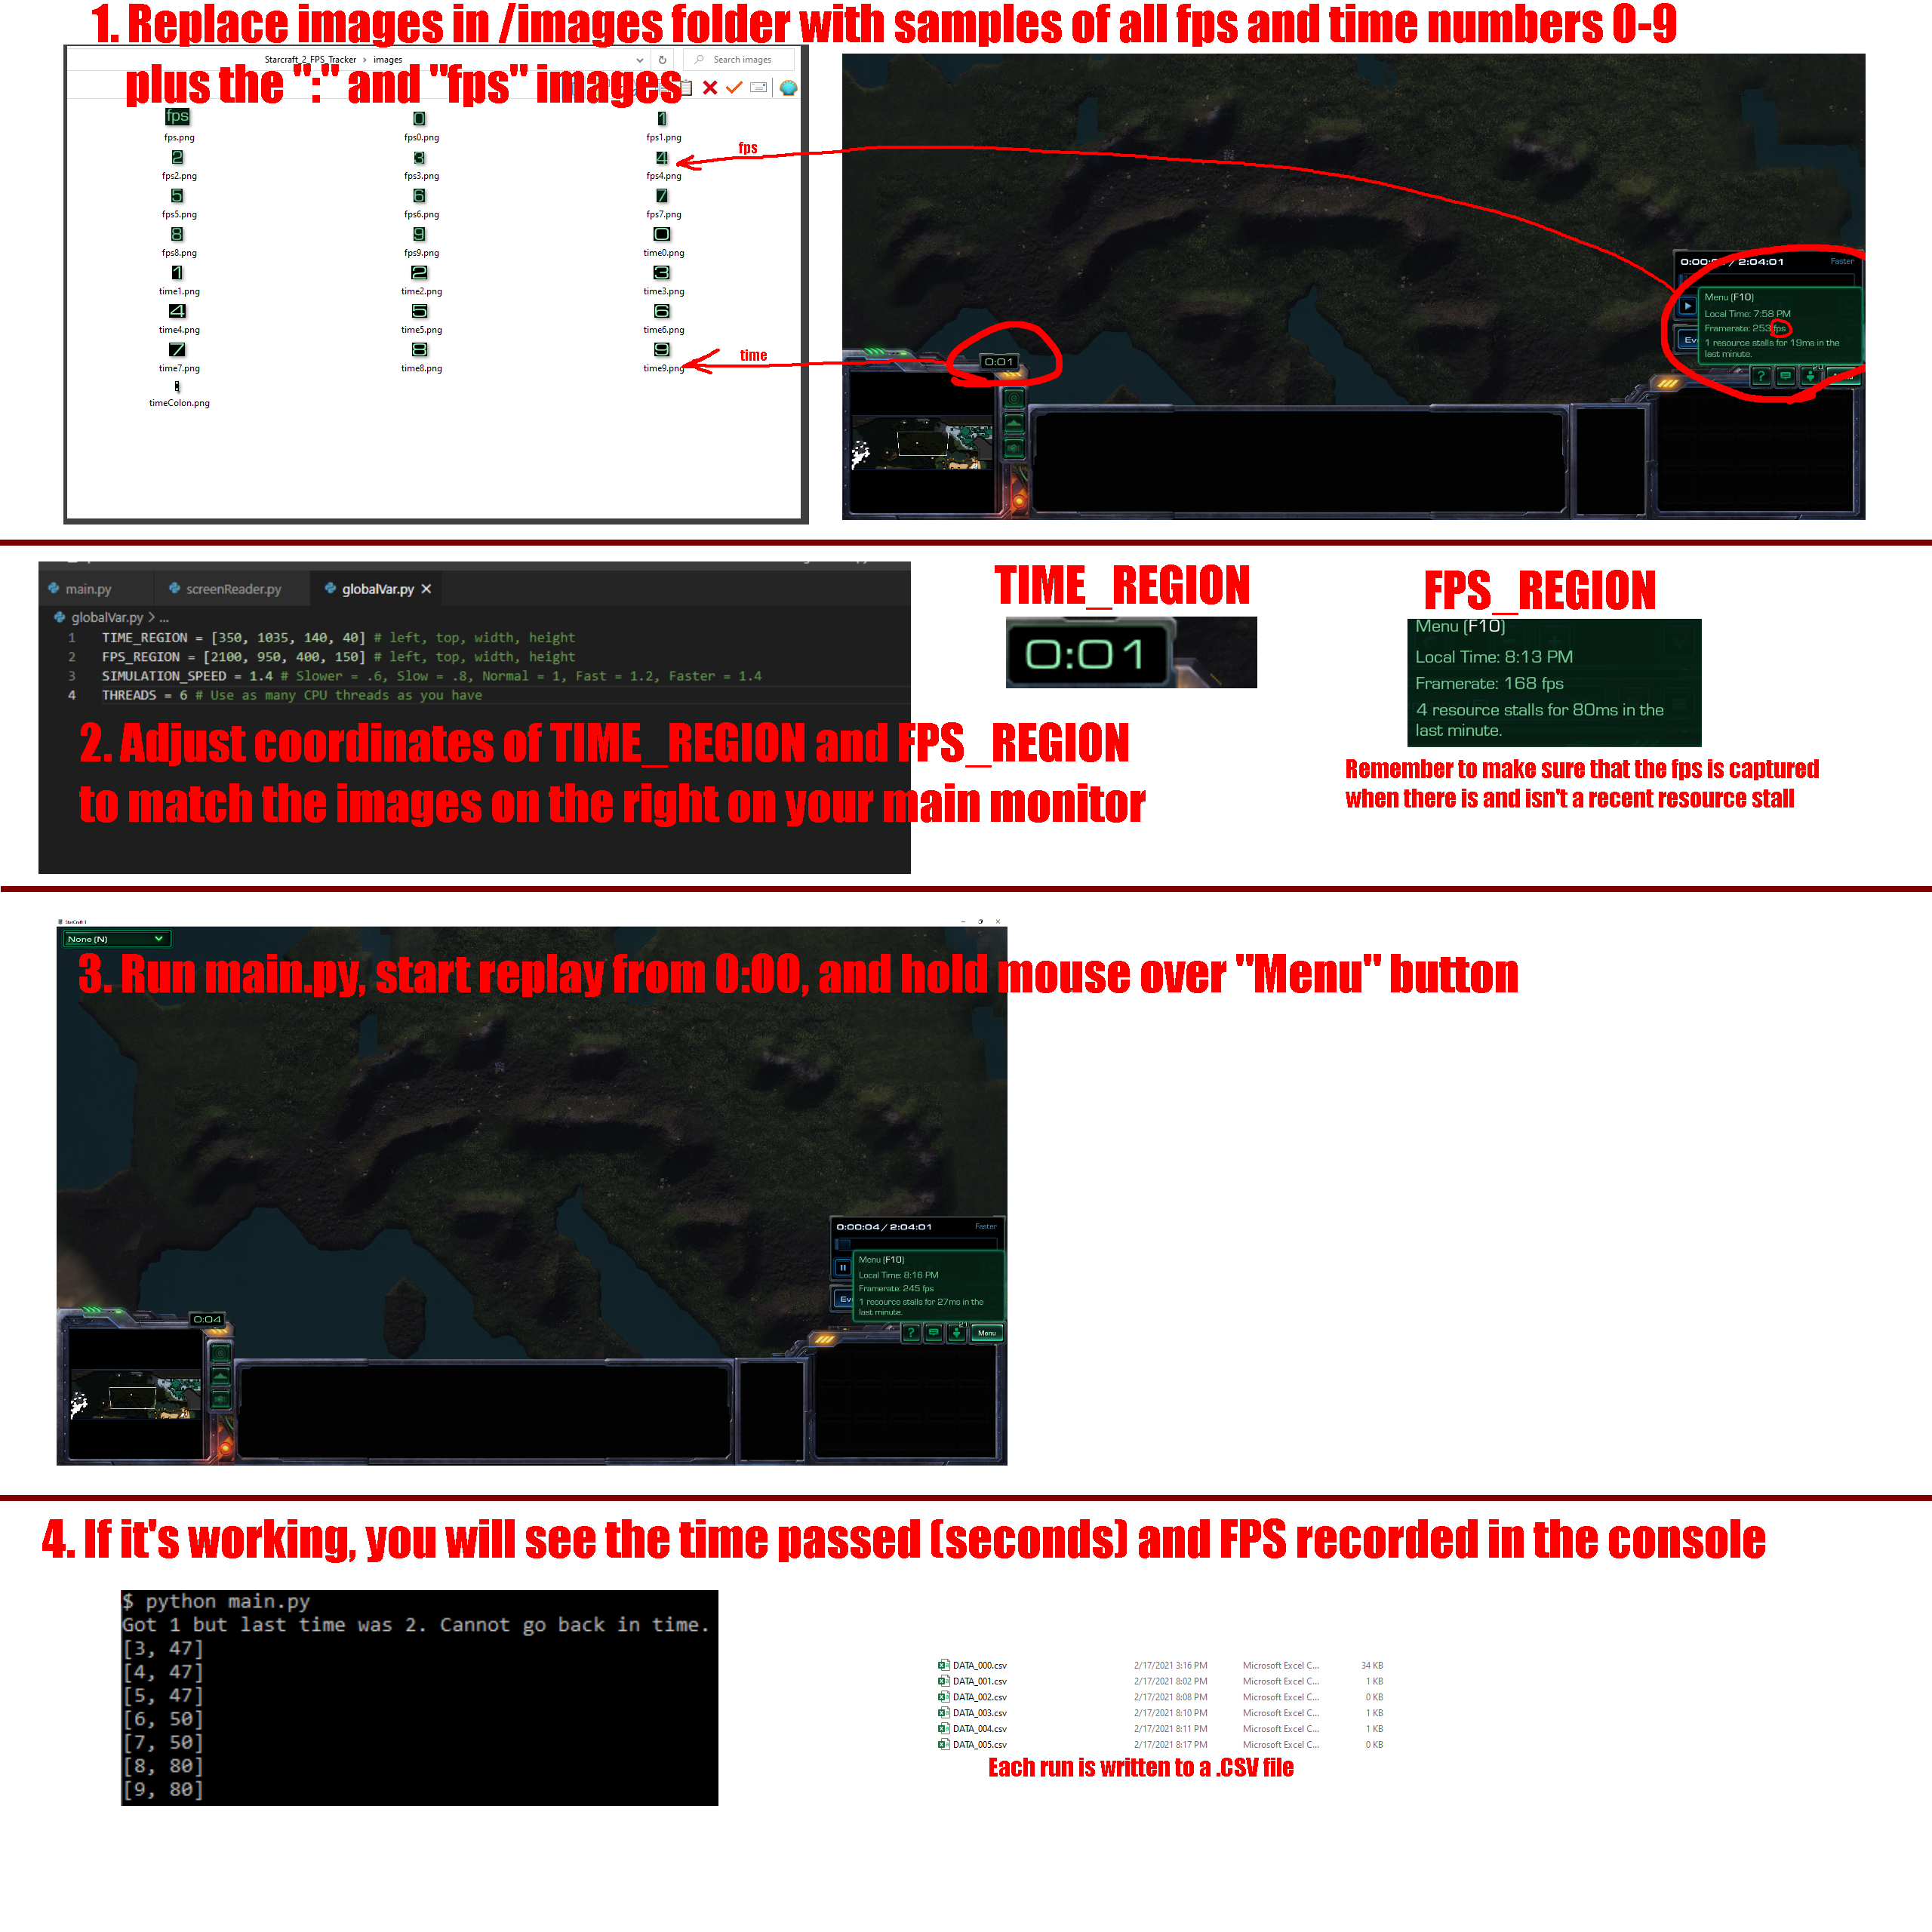 1. Replace images in /images folder with samples of all fps and time numbers 0-9
plus the ":" and "fps" images
Starcraft_2_FPS_Tracker › images
Search images
fps
fps.png
0
fps0.png
1
fps1.png
2
fps2.png
3
fps3.png
4
fps4.png
5
fps5.png
6
fps6.png
7
fps7.png
8
fps8.png
9
fps9.png
0
time0.png
1
time1.png
2
time2.png
3
time3.png
4
time4.png
5
time5.png
6
time6.png
7
time7.png
8
time8.png
9
time9.png
:
timeColon.png
fps
time
/ 2:04:01
Faster
Menu (F10)
Local Time: 7:58 PM
Framerate: 253 fps
1 resource stalls for 19ms in the
last minute.
Ev
?
0:01
main.py
screenReader.py
globalVar.py
globalVar.py > ...
1 TIME_REGION = [350, 1035, 140, 40] # left, top, width, height
2 FPS_REGION = [2100, 950, 400, 150] # left, top, width, height
3 SIMULATION_SPEED = 1.4 # Slower = .6, Slow = .8, Normal = 1, Fast = 1.2, Faster = 1.4
4 THREADS = 6 # Use as many CPU threads as you have
2. Adjust coordinates of TIME_REGION and FPS_REGION
to match the images on the right on your main monitor
TIME_REGION
0:01
FPS_REGION
Menu (F10)
Local Time: 8:13 PM
Framerate: 168 fps
4 resource stalls for 80ms in the
last minute.
Remember to make sure that the fps is captured
when there is and isn't a recent resource stall
None (N)
3. Run main.py, start replay from 0:00, and hold mouse over "Menu" button
0:00:04 / 2:04:01
Faster
Menu (F10)
Local Time: 8:16 PM
Framerate: 245 fps
1 resource stalls for 27ms in the
last minute.
Ev
?
Menu
0:04
4. If it's working, you will see the time passed (seconds) and FPS recorded in the console
$ python main.py
Got 1 but last time was 2. Cannot go back in time.
[3, 47]
[4, 47]
[5, 47]
[6, 50]
[7, 50]
[8, 80]
[9, 80]
DATA_000.csv 2/17/2021 3:16 PM Microsoft Excel C... 34 KB
DATA_001.csv 2/17/2021 8:02 PM Microsoft Excel C... 1 KB
DATA_002.csv 2/17/2021 8:08 PM Microsoft Excel C... 0 KB
DATA_003.csv 2/17/2021 8:10 PM Microsoft Excel C... 1 KB
DATA_004.csv 2/17/2021 8:11 PM Microsoft Excel C... 1 KB
DATA_005.csv 2/17/2021 8:17 PM Microsoft Excel C... 0 KB
Each run is written to a .CSV file